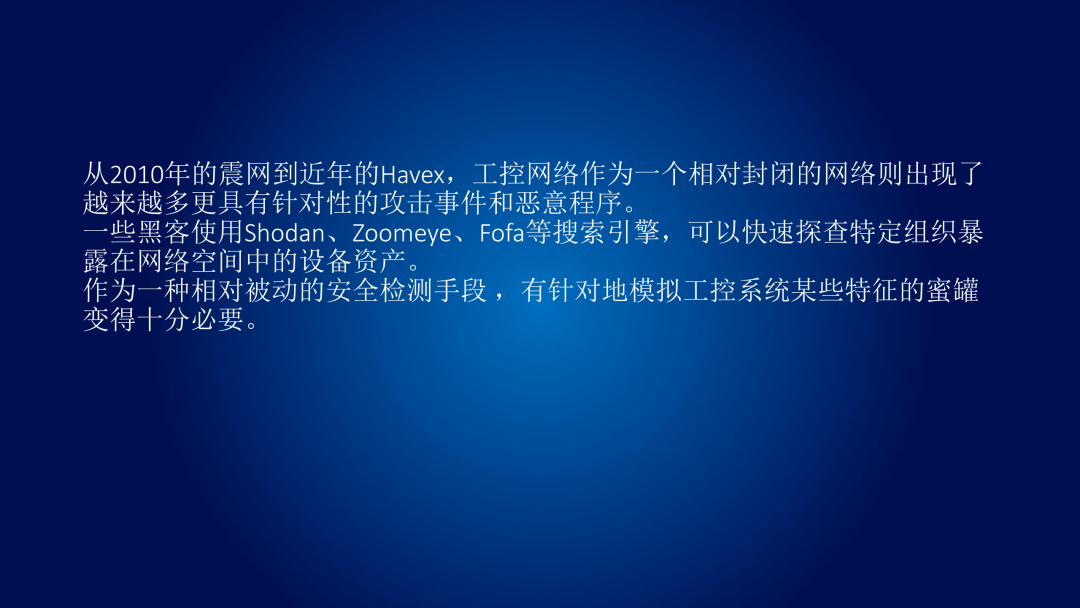 从2010年的震网到近年的Havex，工控网络作为一个相对封闭的网络则出现了
越来越多更具有针对性的攻击事件和恶意程序。
一些黑客使用Shodan、Zoomeye、Fofa等搜索引擎，可以快速探查特定组织暴
露在网络空间中的设备资产。
作为一种相对被动的安全检测手段 ，有针对地模拟工控系统某些特征的蜜罐
变得十分必要。